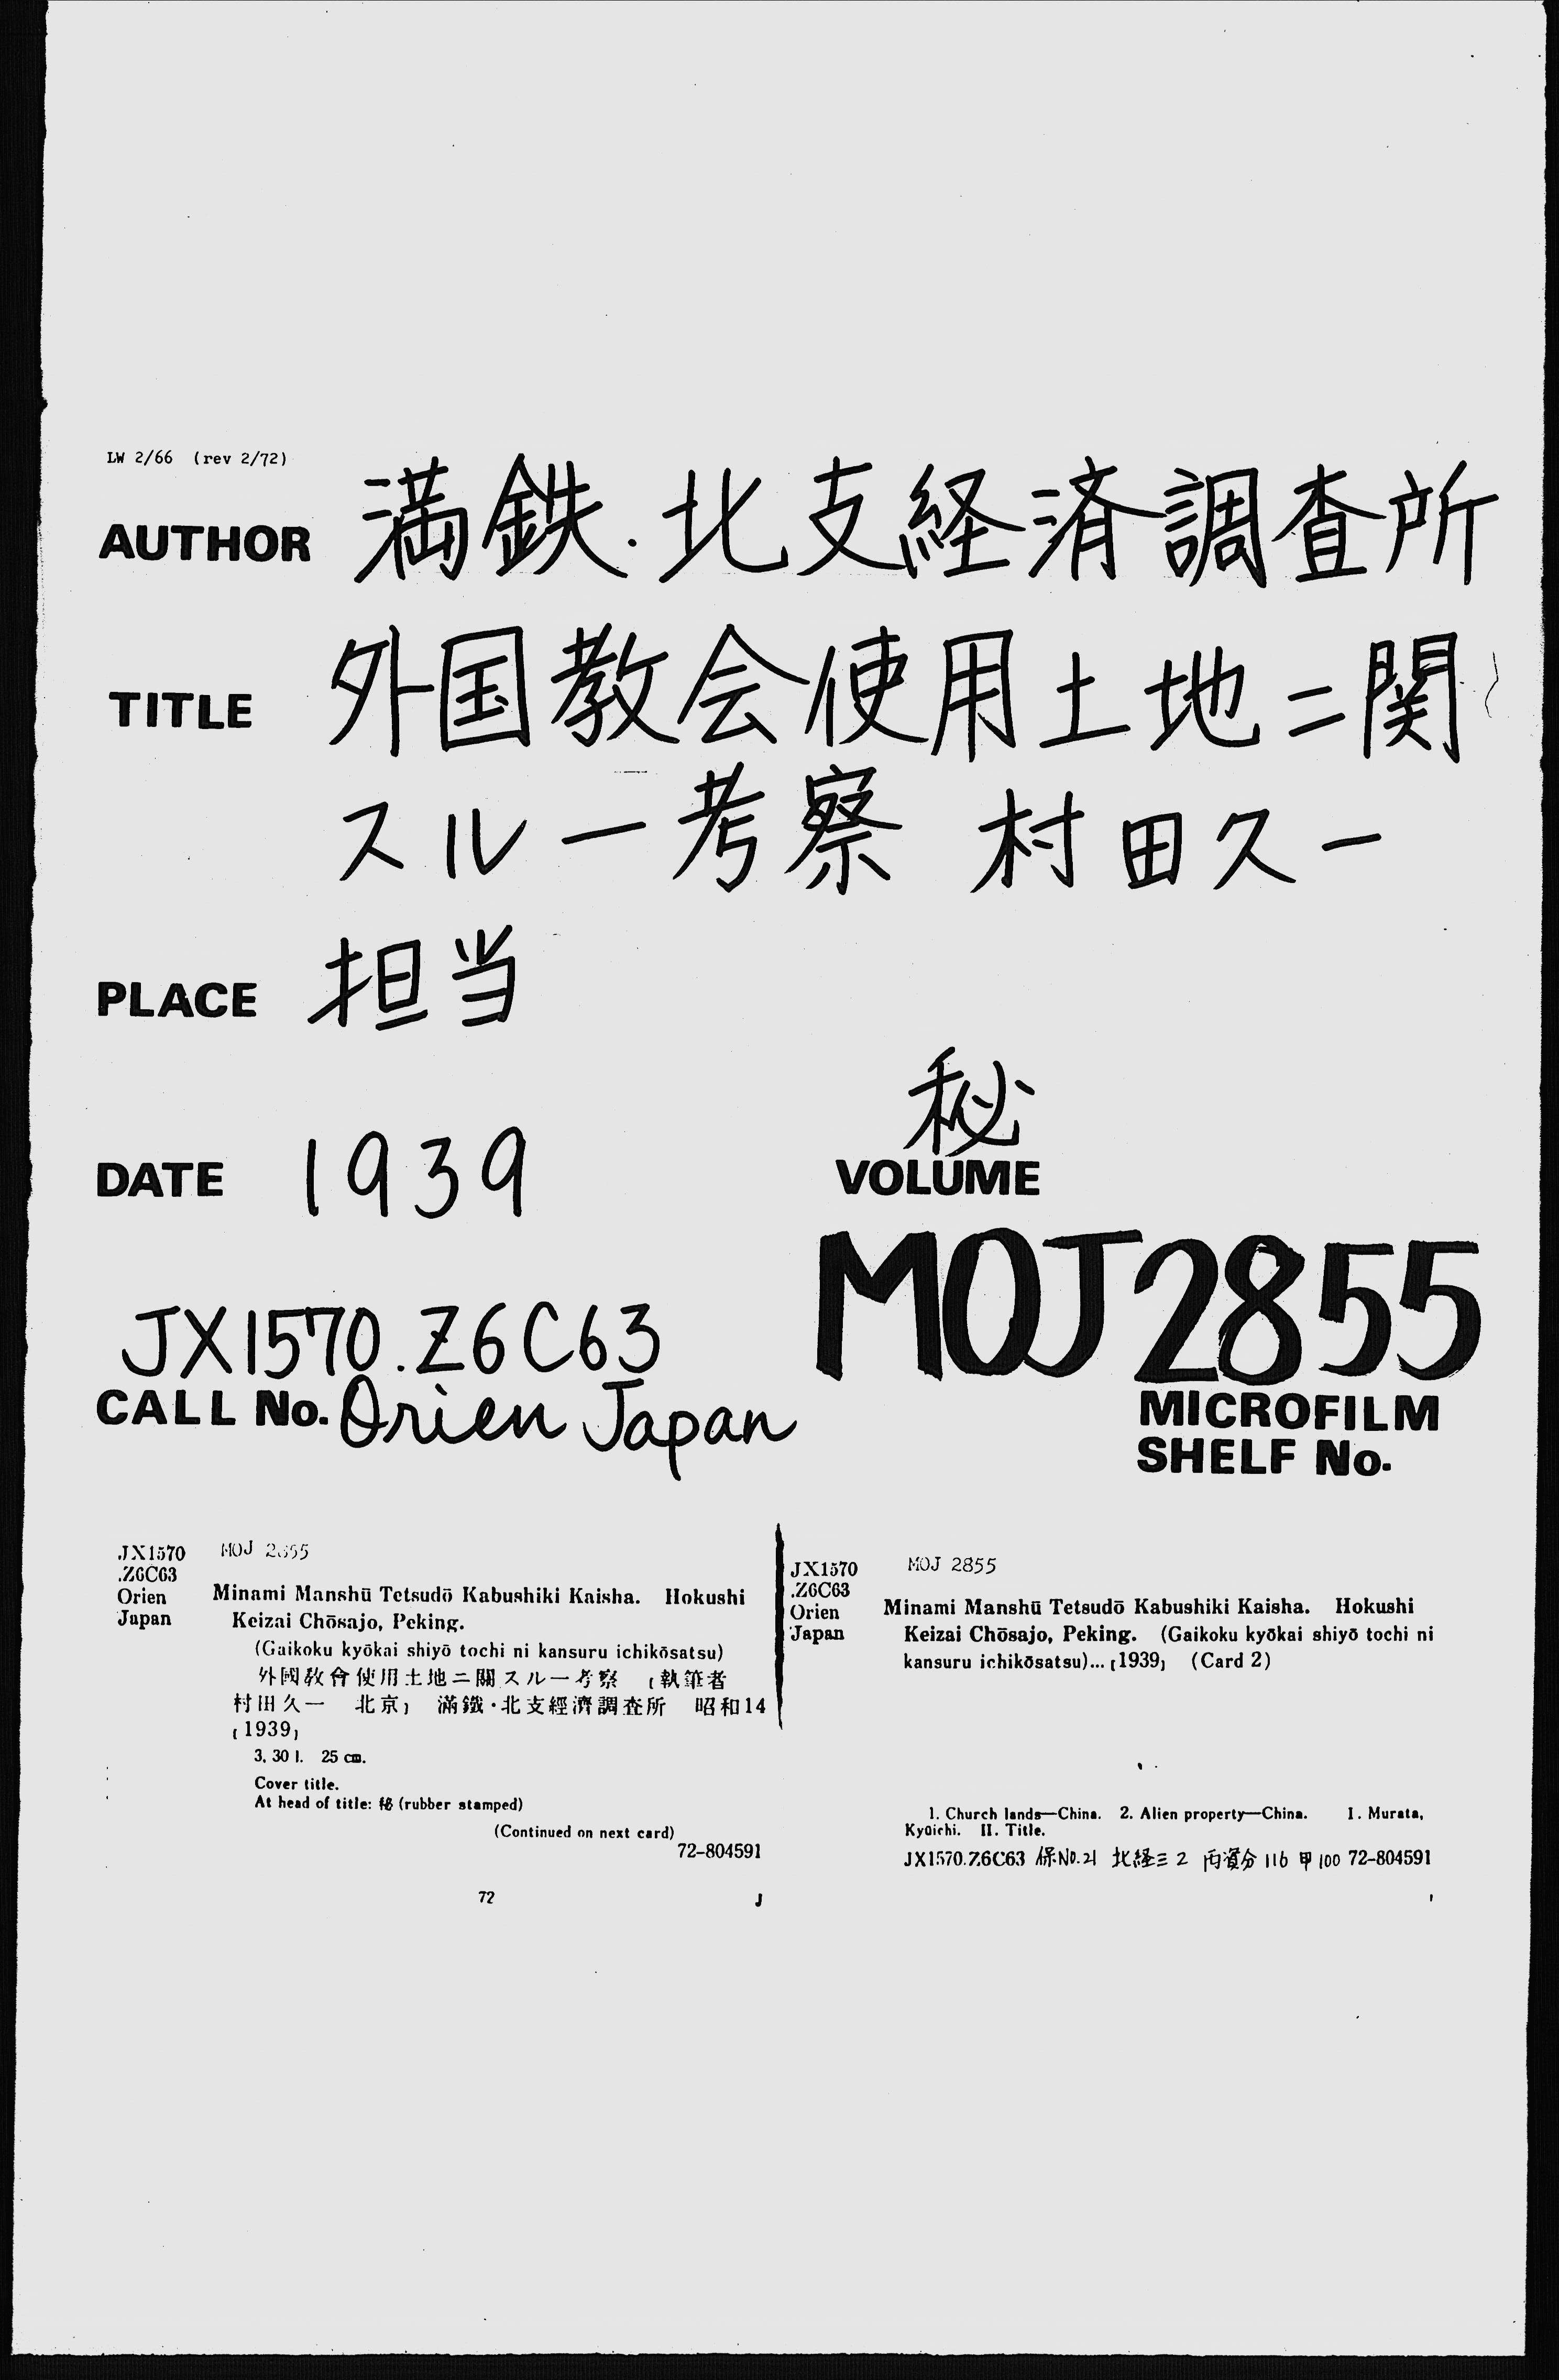 LW 2/66 (rev 2/72)
AUTHOR 満鉄・北支経済調査所
TITLE 外国教会使用土地ニ関
スル一考察 村田久一
PLACE 担当
DATE 1939
秘
VOLUME
MOJ2855
MICROFILM
SHELF No.
JX1570.Z6C63
CALL No. Orien Japan
JX1570 MOJ 2855
.Z6C63
Orien Minami Manshū Tetsudō Kabushiki Kaisha. Hokushi
Japan Keizai Chōsajo, Peking.
(Gaikoku kyōkai shiyō tochi ni kansuru ichikōsatsu)
外國敎會使用土地ニ關スル一考察 [執筆者
村田久一 北京] 滿鐵・北支經濟調査所 昭和14
[1939]
3, 30 l. 25 cm.
Cover title.
At head of title: 秘 (rubber stamped)
(Continued on next card)
72-804591
72 J
JX1570 MOJ 2855
.Z6C63
Orien Minami Manshū Tetsudō Kabushiki Kaisha. Hokushi
Japan Keizai Chōsajo, Peking. (Gaikoku kyōkai shiyō tochi ni
kansuru ichikōsatsu)... [1939] (Card 2)
1. Church lands—China. 2. Alien property—China. I. Murata,
Kyūichi. II. Title.
JX1570.Z6C63 保No.21 北経三2 丙資分116 甲100 72-804591